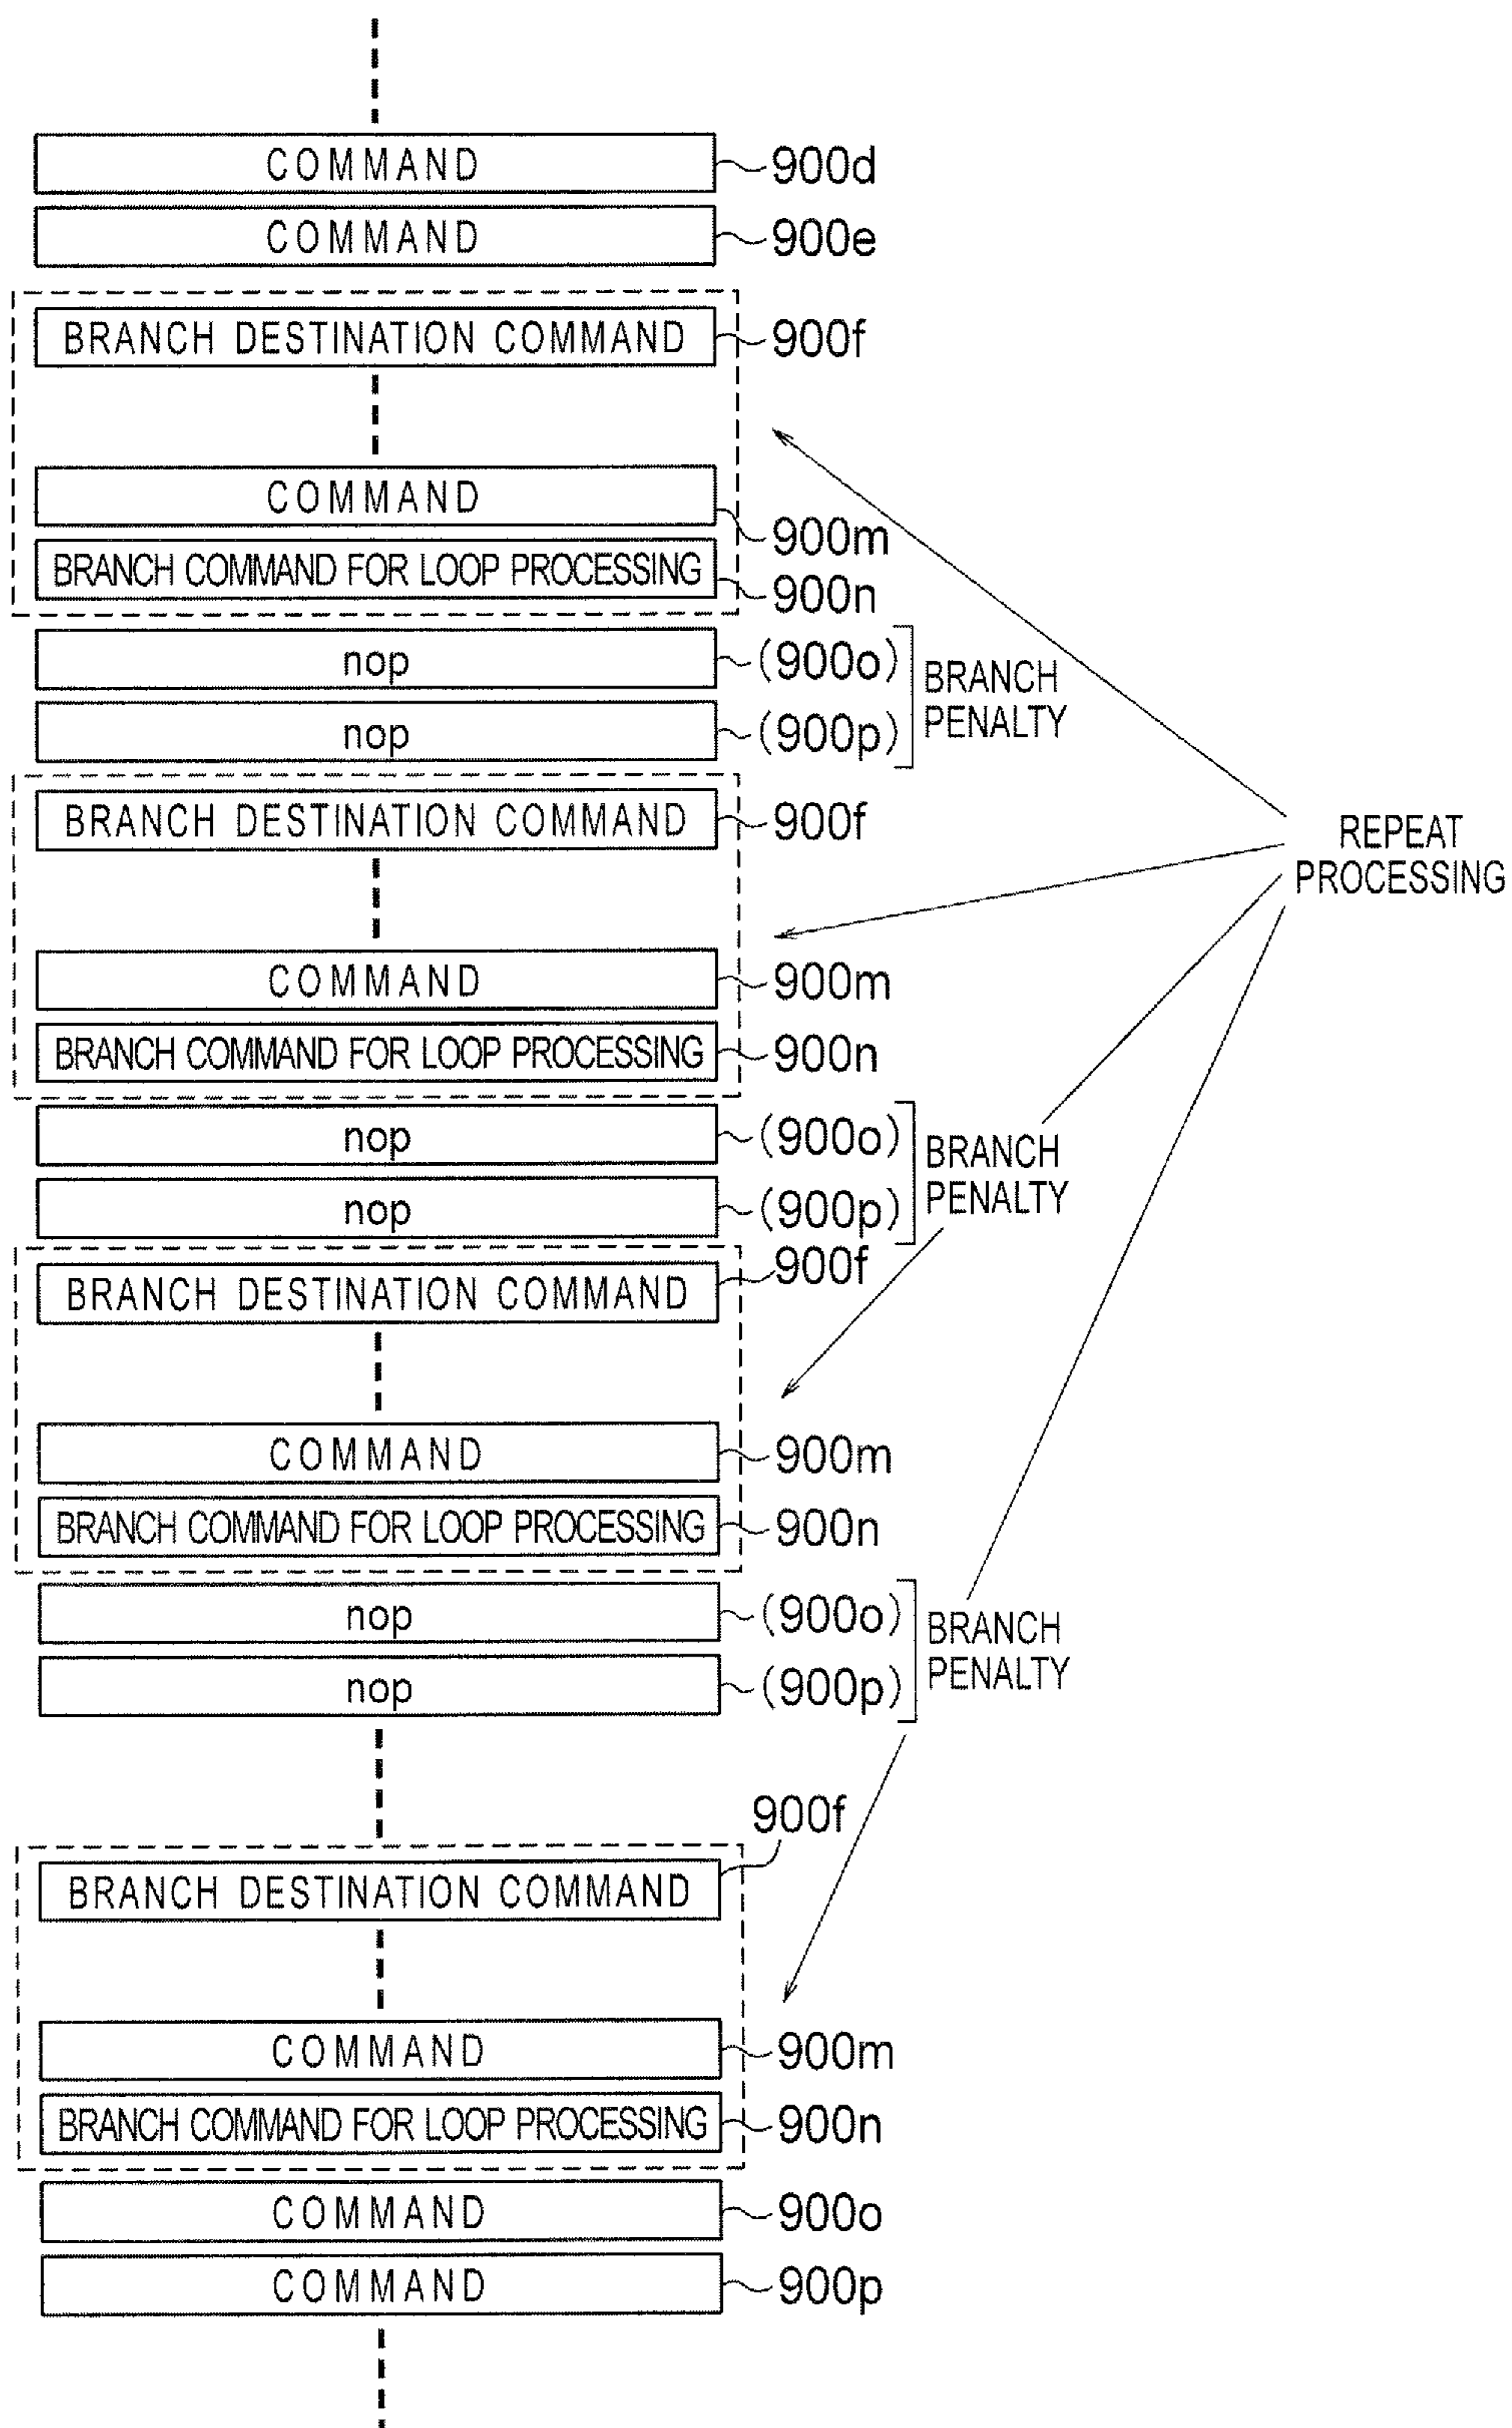 COMMAND 900d
COMMAND 900e
BRANCH DESTINATION COMMAND 900f
COMMAND 900m
BRANCH COMMAND FOR LOOP PROCESSING 900n
nop (900o)
BRANCH
PENALTY
nop (900p)
BRANCH DESTINATION COMMAND 900f
REPEAT
PROCESSING
COMMAND 900m
BRANCH COMMAND FOR LOOP PROCESSING 900n
nop (900o)
BRANCH
PENALTY
nop (900p)
BRANCH DESTINATION COMMAND 900f
COMMAND 900m
BRANCH COMMAND FOR LOOP PROCESSING 900n
nop (900o)
BRANCH
PENALTY
nop (900p)
900f
BRANCH DESTINATION COMMAND
COMMAND 900m
BRANCH COMMAND FOR LOOP PROCESSING 900n
COMMAND 900o
COMMAND 900p